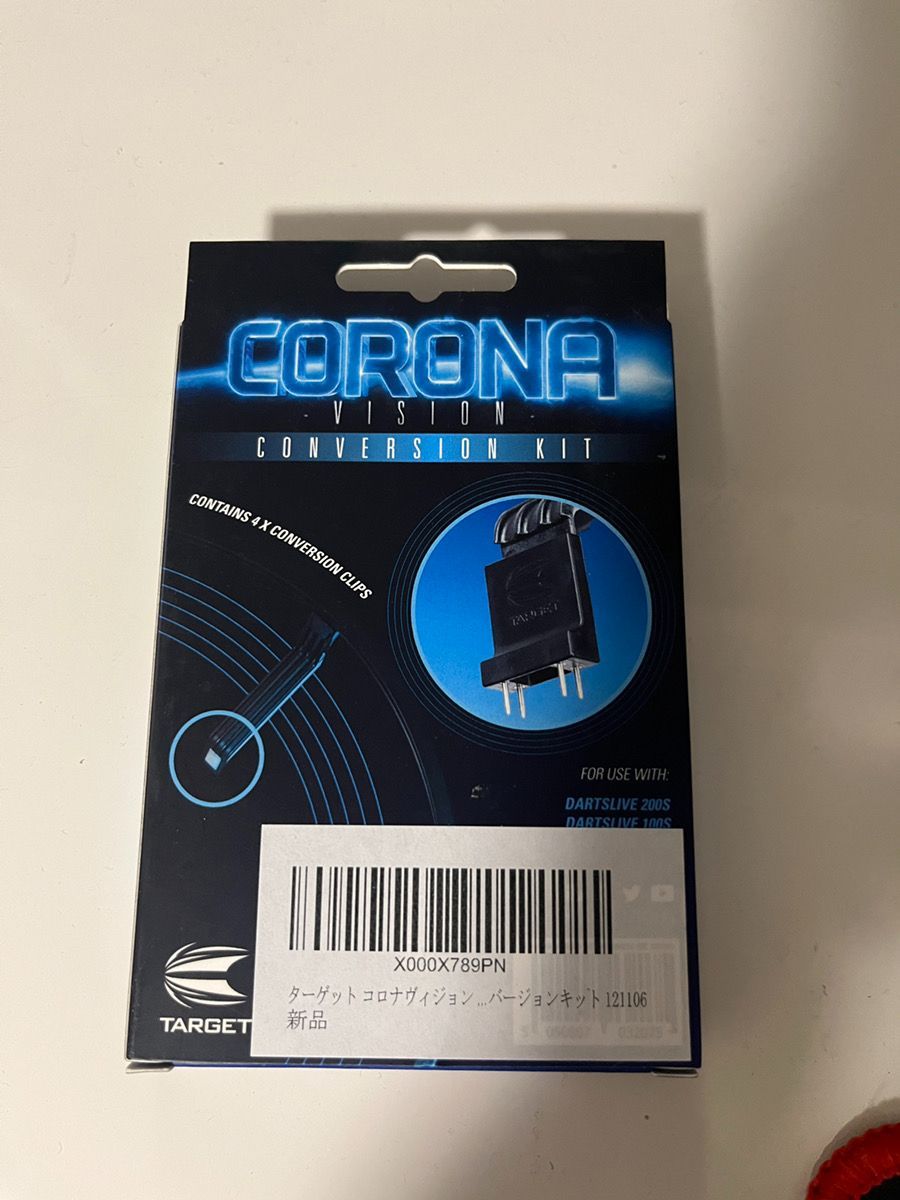 CORONA
- VISION -
CONVERSION KIT
CONTAINS 4 X CONVERSION CLIPS
TARGET
FOR USE WITH:
DARTSLIVE 200S
DARTSLIVE 100S
X000X789PN
ターゲット コロナヴィジョン ...バージョンキット 121106
新品
TARGET